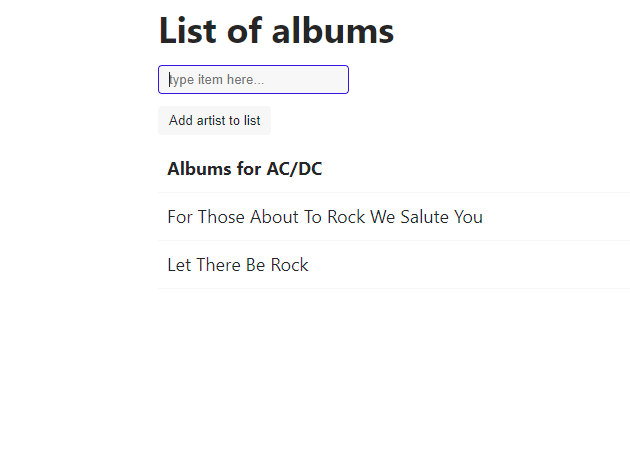 List of albums
type item here...
Add artist to list
Albums for AC/DC
For Those About To Rock We Salute You
Let There Be Rock